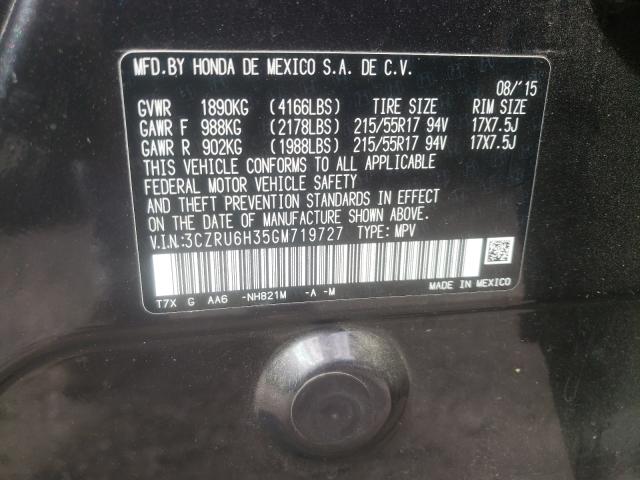 MFD.BY HONDA DE MEXICO S.A. DE C.V.
08/'15
GVWR 1890KG (4166LBS) TIRE SIZE RIM SIZE
GAWR F 988KG (2178LBS) 215/55R17 94V 17X7.5J
GAWR R 902KG (1988LBS) 215/55R17 94V 17X7.5J
THIS VEHICLE CONFORMS TO ALL APPLICABLE
FEDERAL MOTOR VEHICLE SAFETY
AND THEFT PREVENTION STANDARDS IN EFFECT
ON THE DATE OF MANUFACTURE SHOWN ABOVE.
V.I.N:3CZRU6H35GM719727 TYPE: MPV
T7X G AA6 -NH821M -A -M MADE IN MEXICO